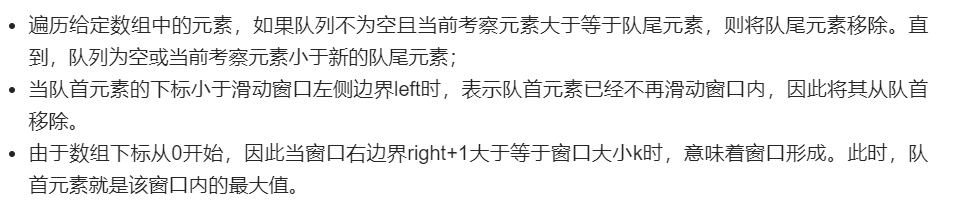 • 遍历给定数组中的元素，如果队列不为空且当前考察元素大于等于队尾元素，则将队尾元素移除。直
到，队列为空或当前考察元素小于新的队尾元素；
• 当队首元素的下标小于滑动窗口左侧边界left时，表示队首元素已经不再滑动窗口内，因此将其从队首
移除。
• 由于数组下标从0开始，因此当窗口右边界right+1大于等于窗口大小k时，意味着窗口形成。此时，队
首元素就是该窗口内的最大值。